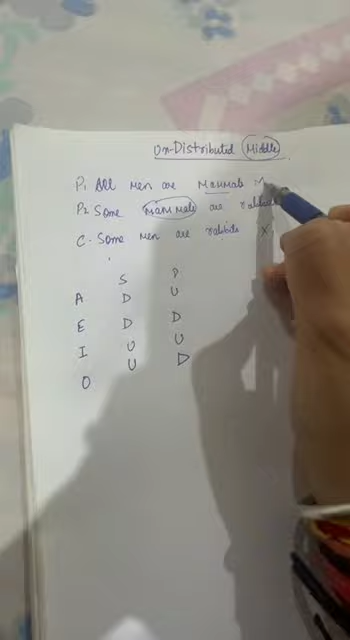 Un-Distributed Middle
P1 All Men are Mammals
P2 Some mammals are rabbits
C. Some Men are rabbits X
S P
A D U
E D D
I U U
O U D